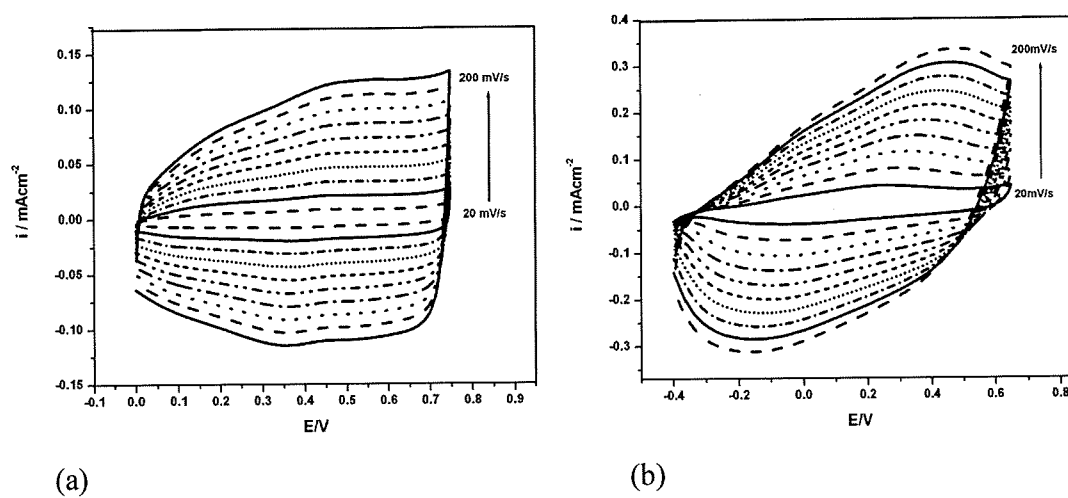 0.15
0.10
0.05
0.00
-0.05
-0.10
-0.15
i / mAcm-2
200 mV/s
20 mV/s
-0.1 0.0 0.1 0.2 0.3 0.4 0.5 0.6 0.7 0.8 0.9
E/V
(a)
0.4
0.3
0.2
0.1
0.0
-0.1
-0.2
-0.3
i / mAcm-2
200mV/s
20mV/s
-0.4 -0.2 0.0 0.2 0.4 0.6 0.8
E/V
(b)